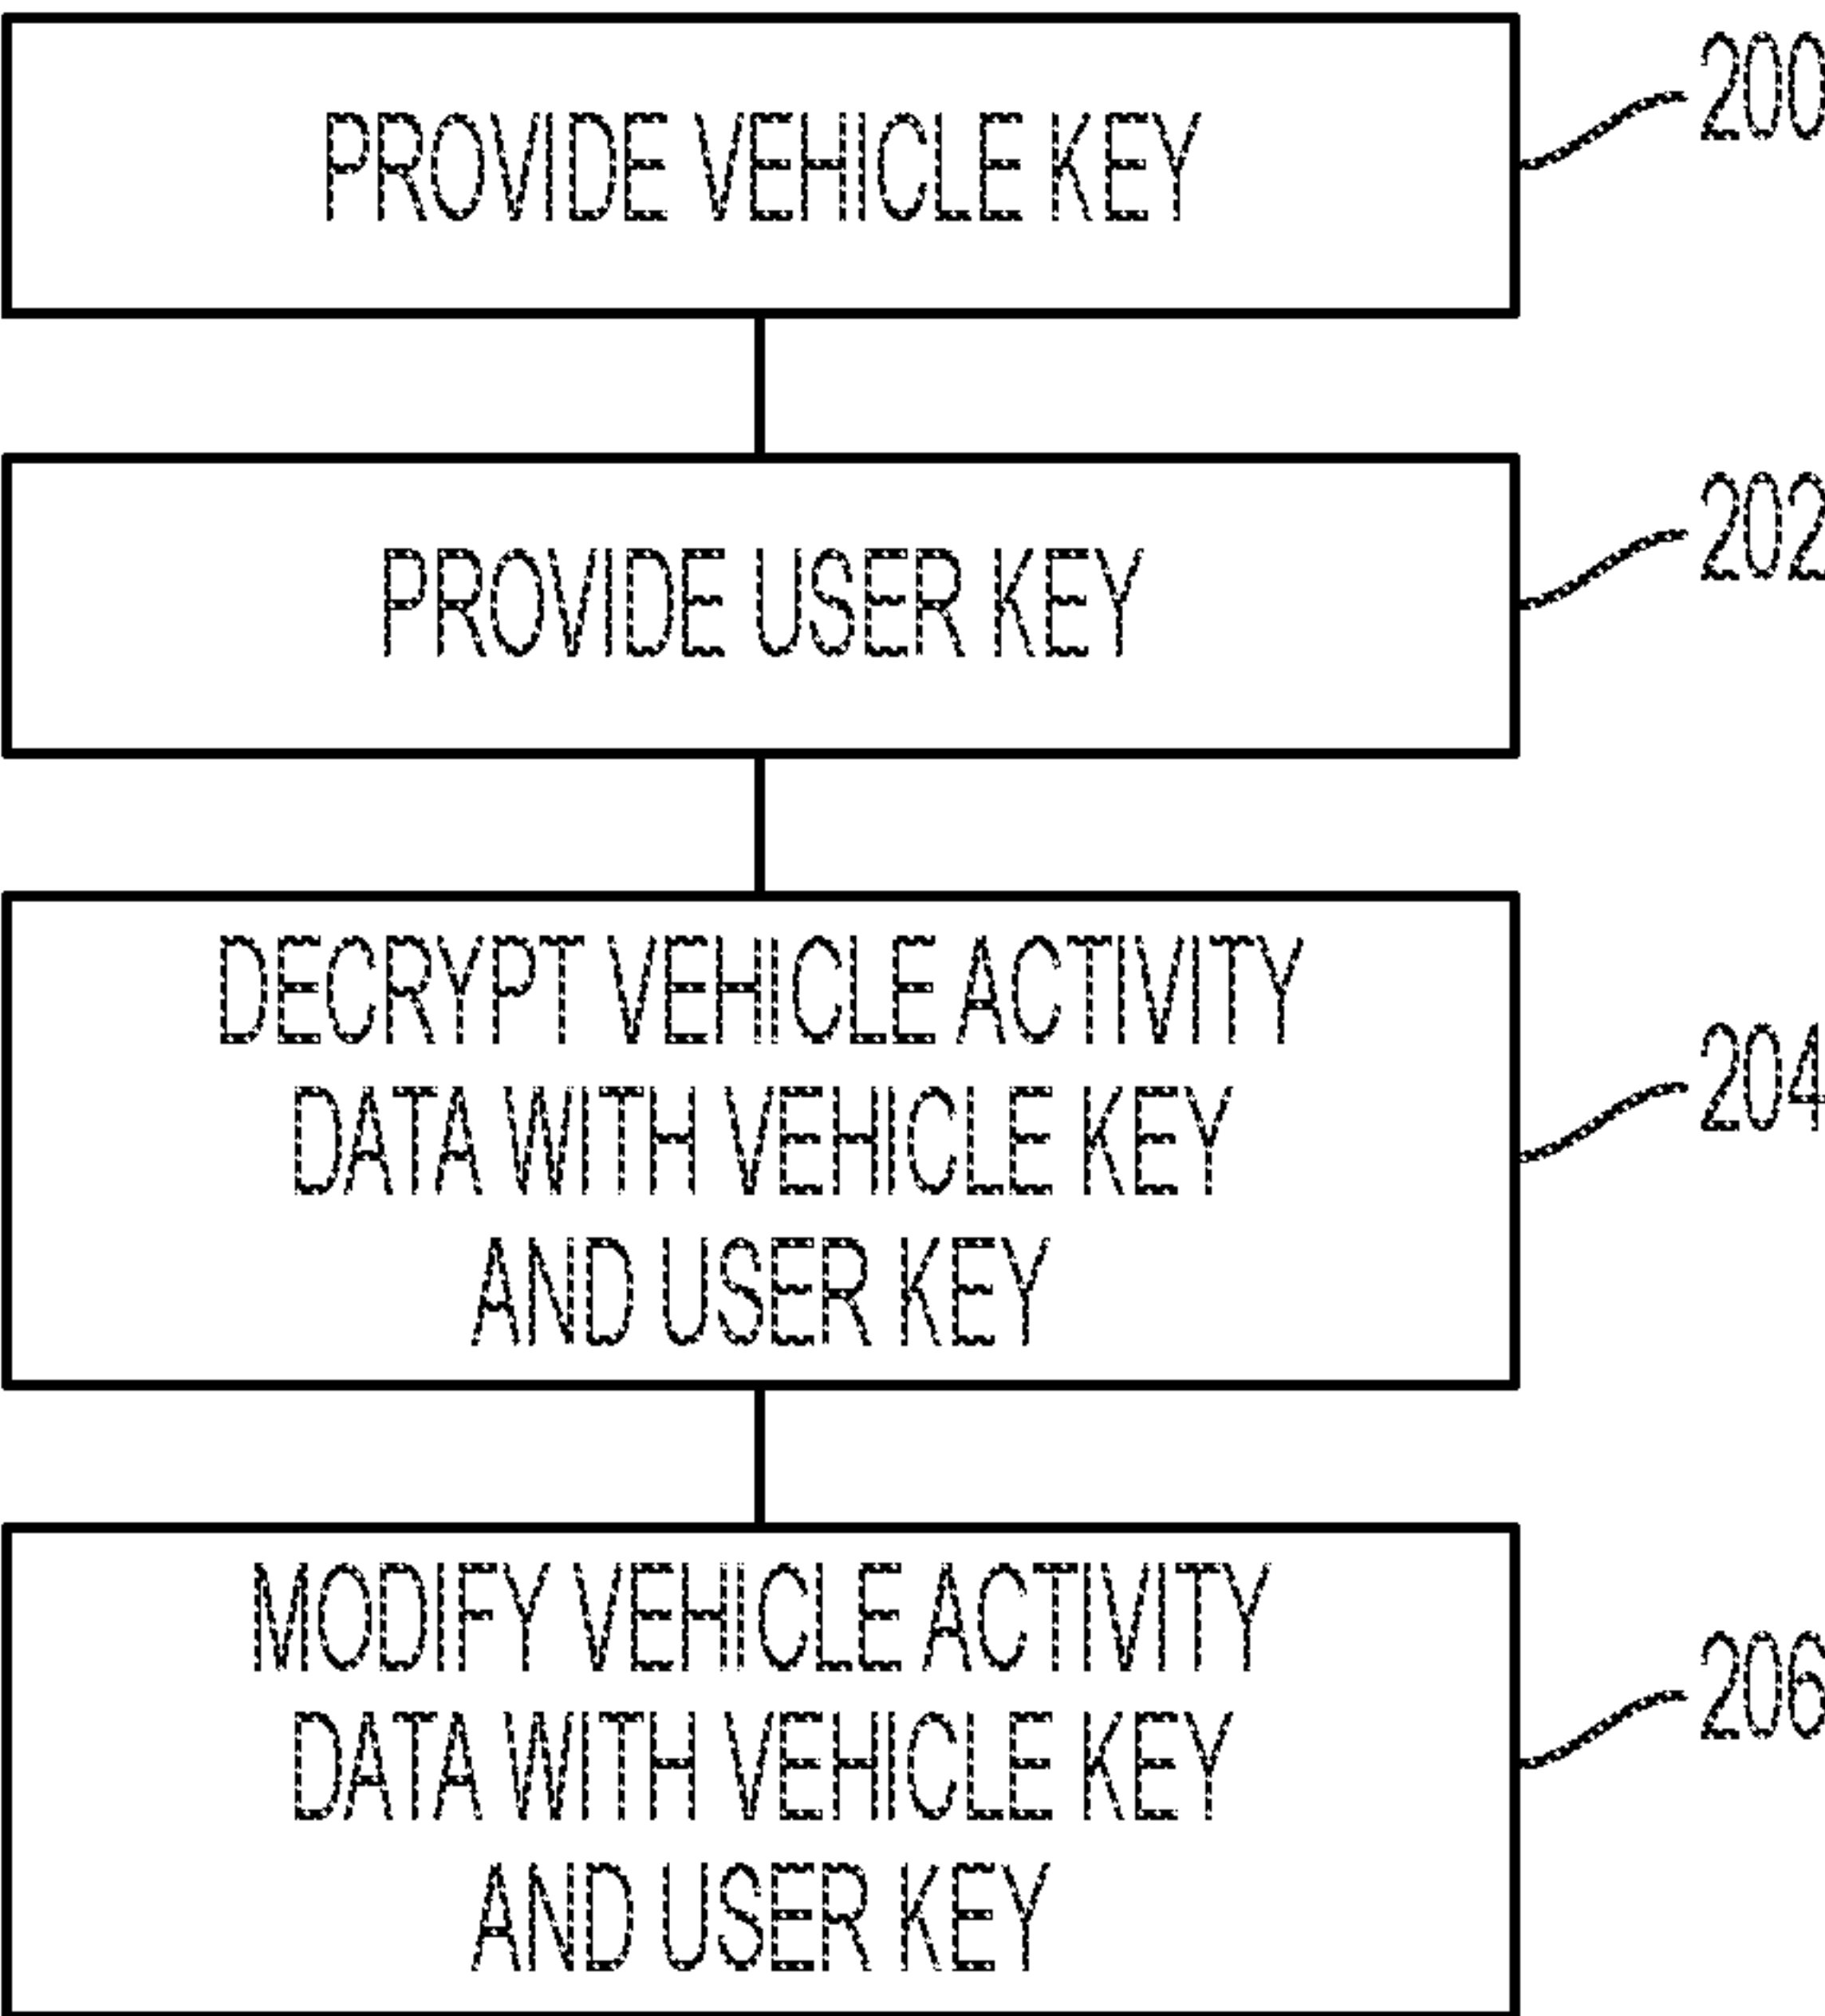 PROVIDE VEHICLE KEY
200
PROVIDE USER KEY
202
DECRYPT VEHICLE ACTIVITY
DATA WITH VEHICLE KEY
AND USER KEY
204
MODIFY VEHICLE ACTIVITY
DATA WITH VEHICLE KEY
AND USER KEY
206